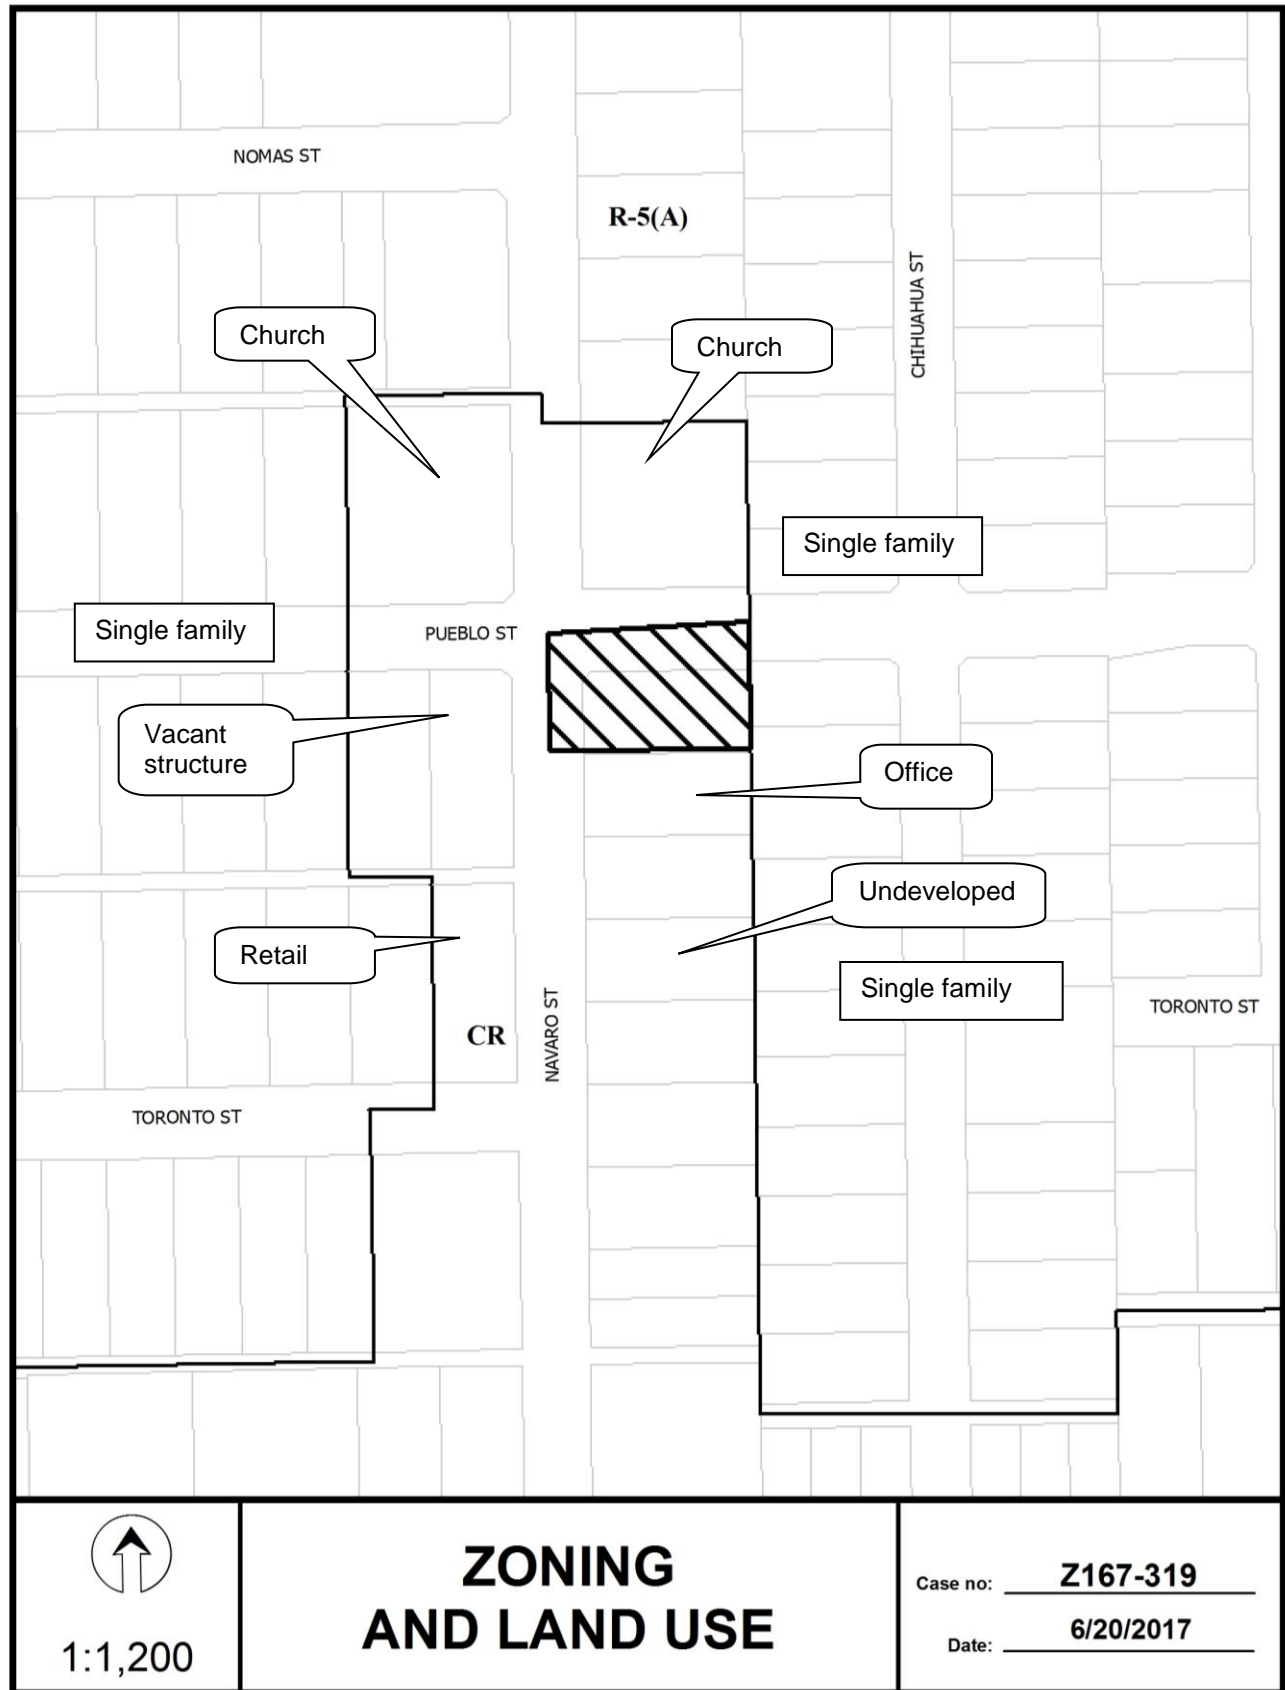 NOMAS ST
R-5(A)
CHIHUAHUA ST
Church
Church
Single family
Single family
PUEBLO ST
Vacant
structure
Office
Undeveloped
Retail
Single family
NAVARO ST
TORONTO ST
CR
TORONTO ST
1:1,200
ZONING
AND LAND USE
Case no: Z167-319
Date: 6/20/2017